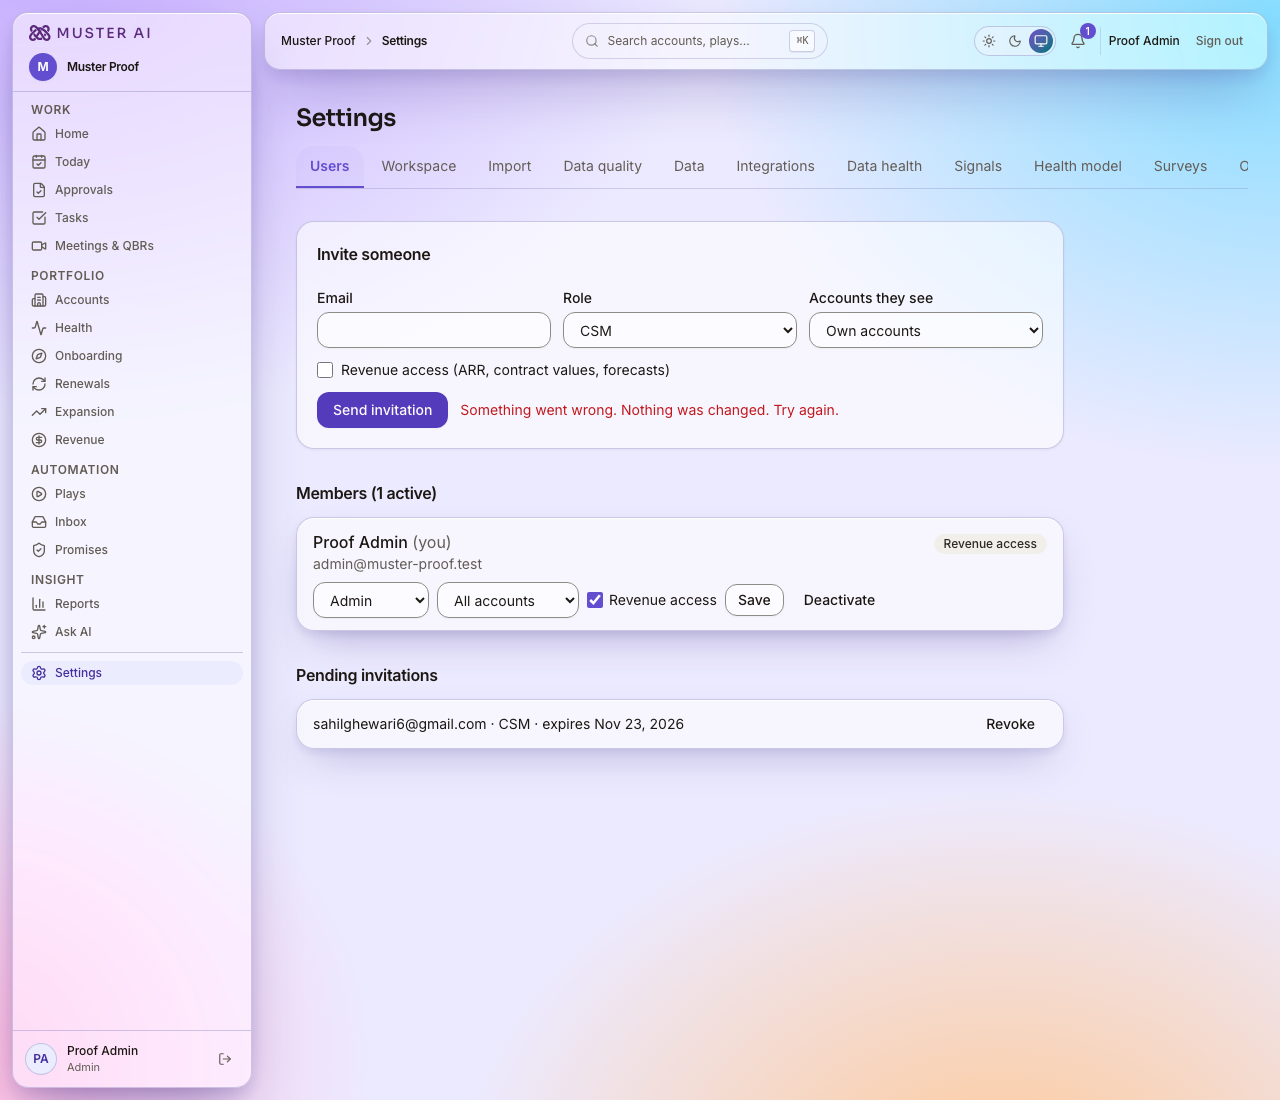 MUSTER AI
M Muster Proof
WORK
Home
Today
Approvals
Tasks
Meetings & QBRs
PORTFOLIO
Accounts
Health
Onboarding
Renewals
Expansion
Revenue
AUTOMATION
Plays
Inbox
Promises
INSIGHT
Reports
Ask AI
Settings
PA Proof Admin
Admin
Muster Proof Settings
Search accounts, plays... ⌘K
1
Proof Admin Sign out
Settings
Users Workspace Import Data quality Data Integrations Data health Signals Health model Surveys
Invite someone
Email Role Accounts they see
CSM Own accounts
Revenue access (ARR, contract values, forecasts)
Send invitation Something went wrong. Nothing was changed. Try again.
Members (1 active)
Proof Admin (you) Revenue access
admin@muster-proof.test
Admin All accounts Revenue access Save Deactivate
Pending invitations
sahilghewari6@gmail.com · CSM · expires Nov 23, 2026 Revoke